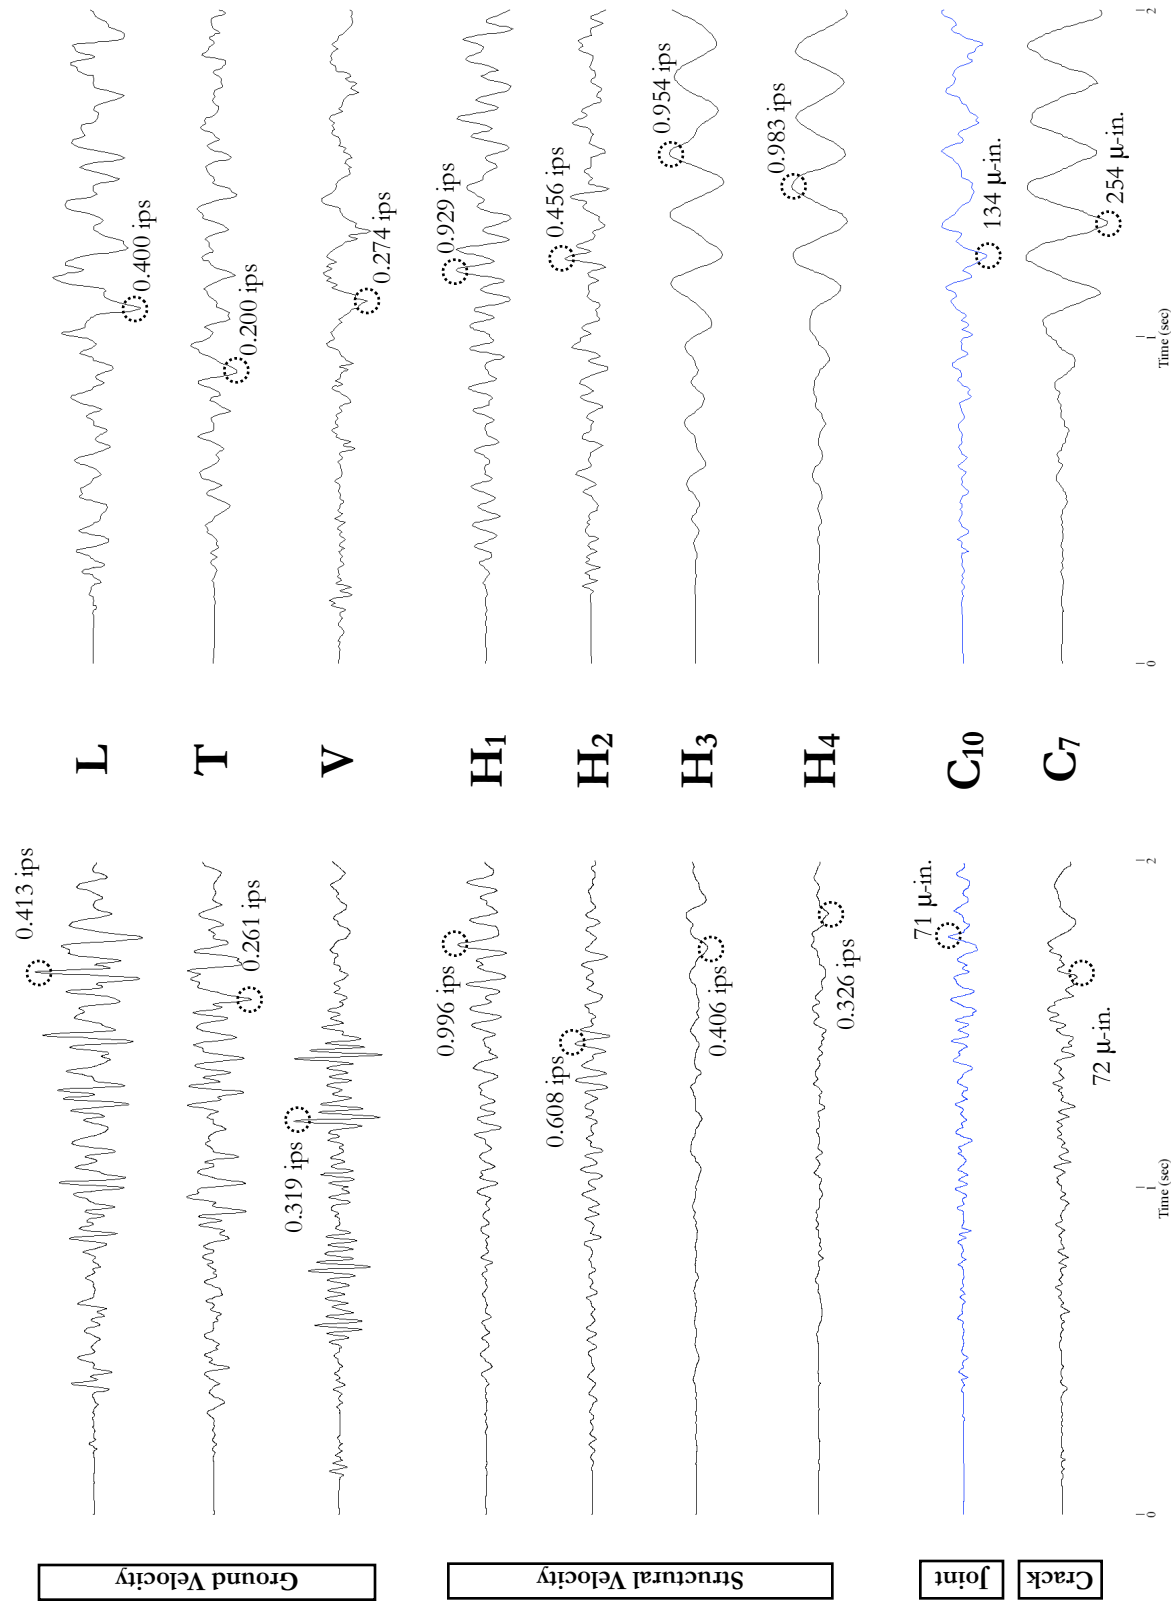 Ground Velocity
Structural Velocity
Joint
Crack
0.413 ips
0.261 ips
0.319 ips
0.996 ips
0.608 ips
0.406 ips
0.326 ips
71 μ-in.
72 μ-in.
0
1
2
Time (sec)
L
T
V
H1
H2
H3
H4
C10
C7
0.400 ips
0.200 ips
0.274 ips
0.929 ips
0.456 ips
0.954 ips
0.983 ips
134 μ-in.
254 μ-in.
0
1
2
Time (sec)